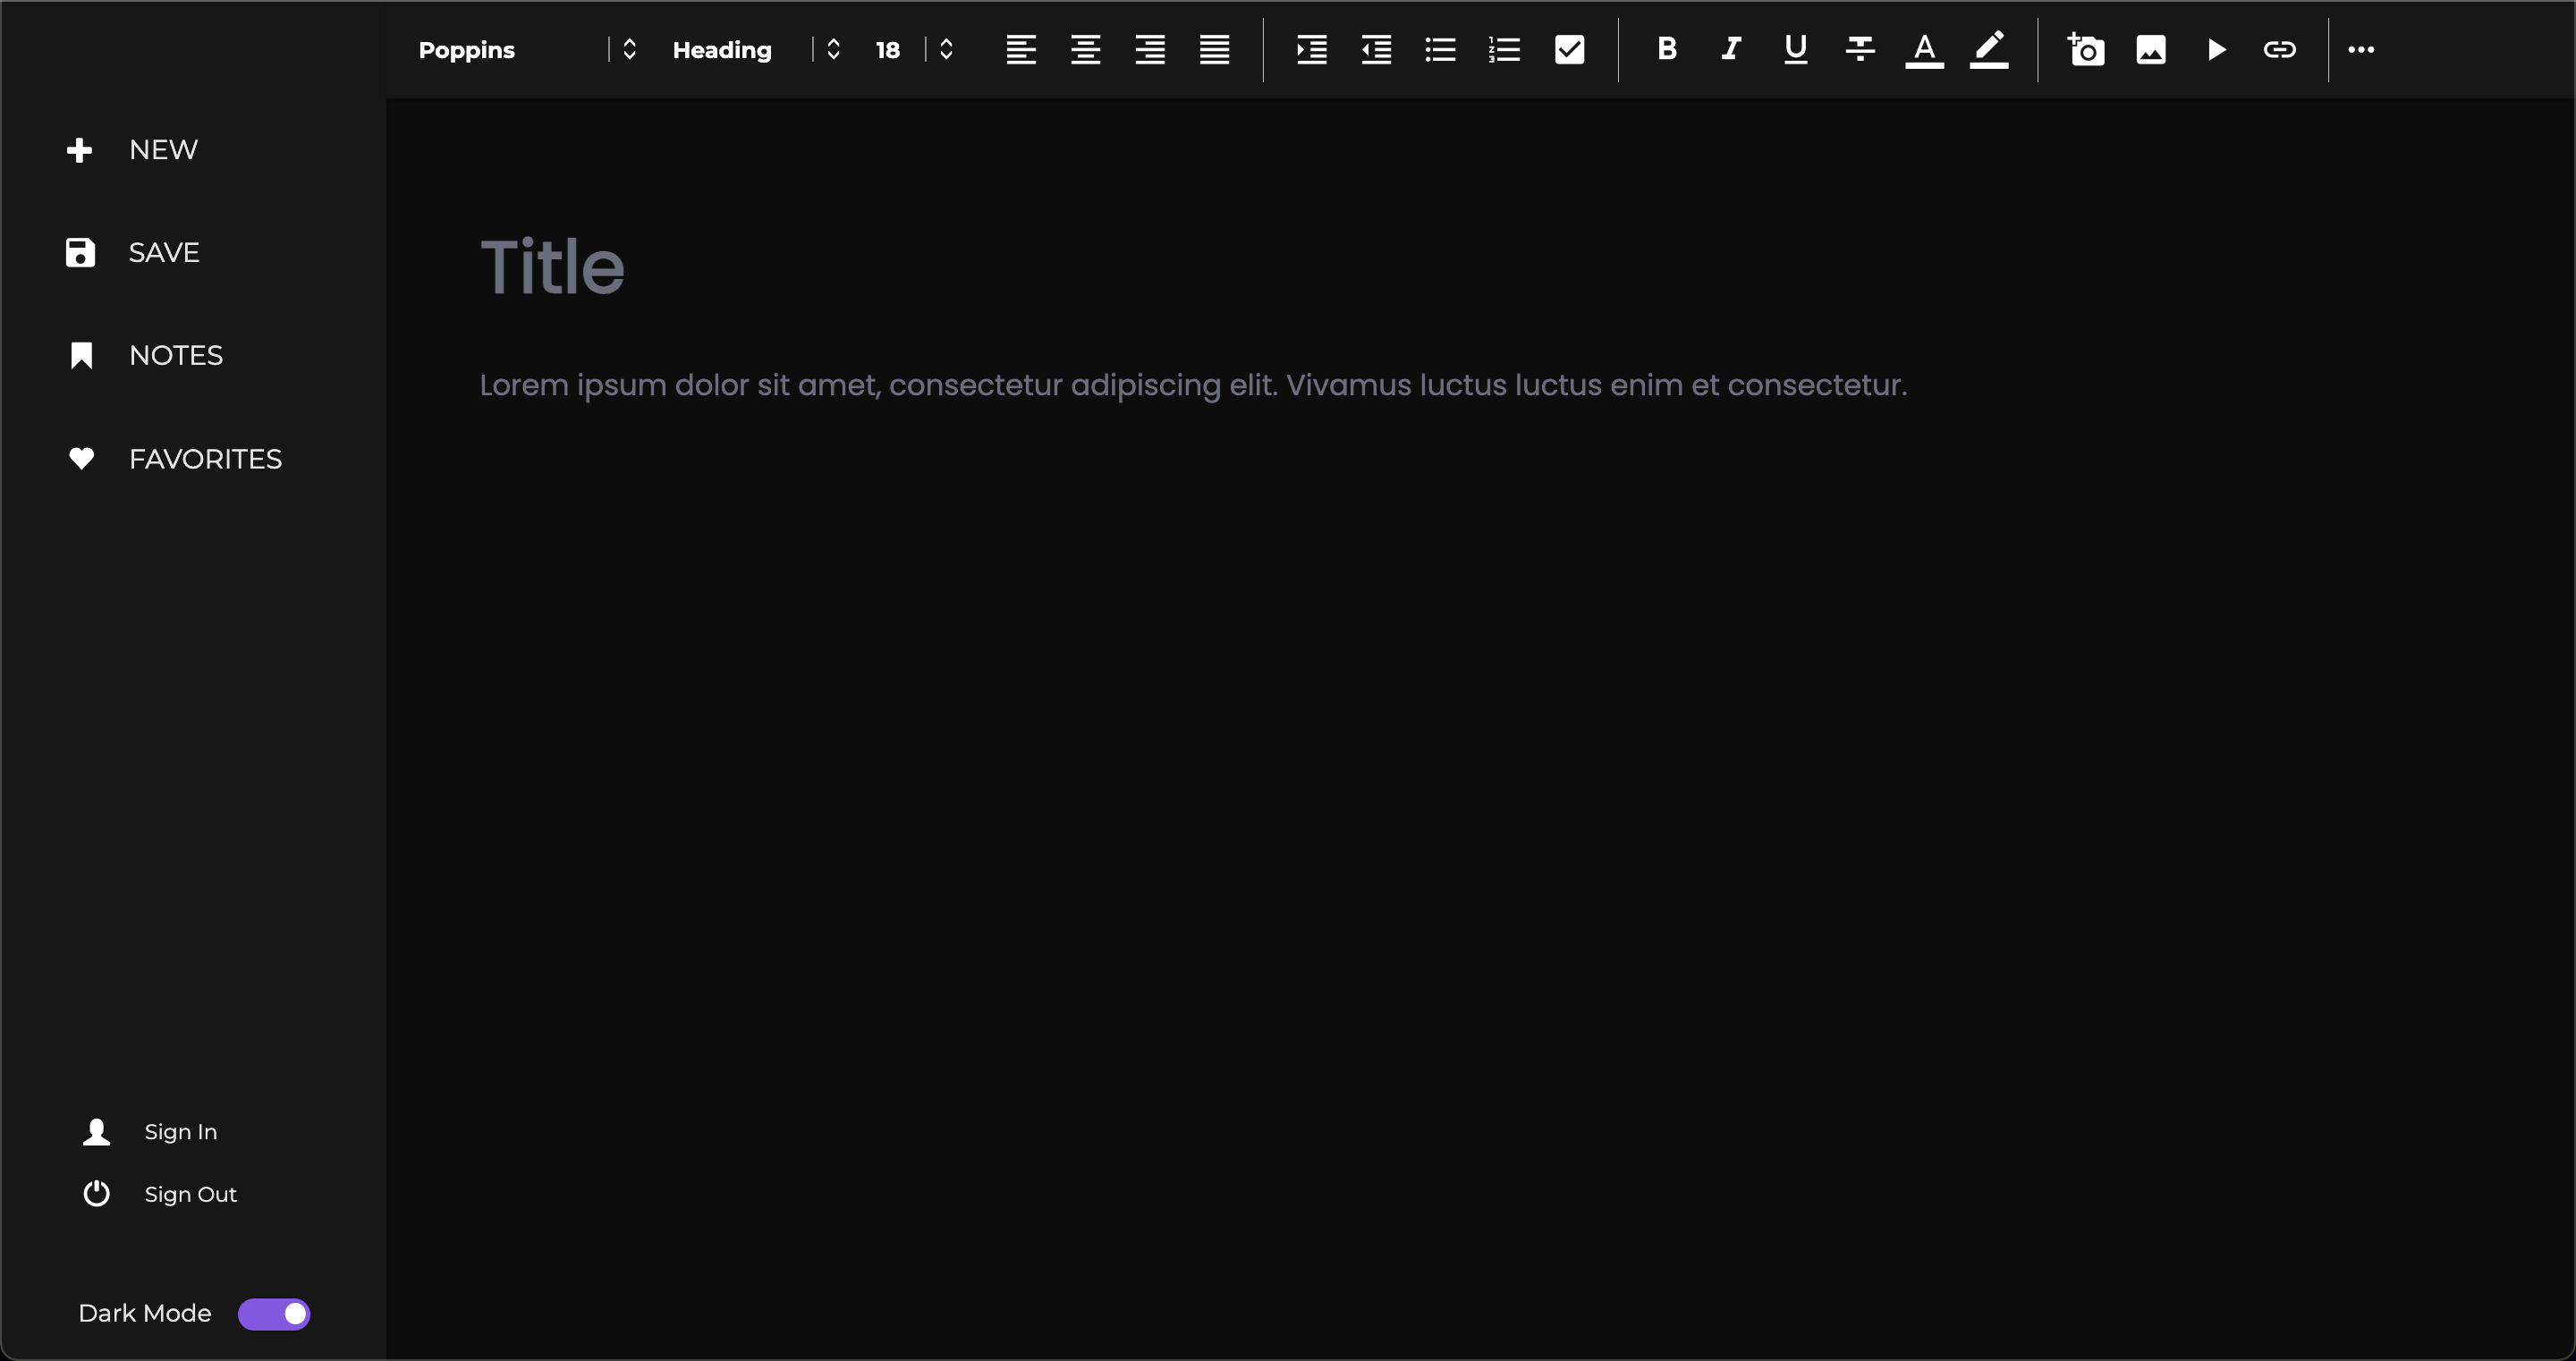 Poppins Heading 18
NEW
SAVE
NOTES
FAVORITES
Title
Lorem ipsum dolor sit amet, consectetur adipiscing elit. Vivamus luctus luctus enim et consectetur.
Sign In
Sign Out
Dark Mode